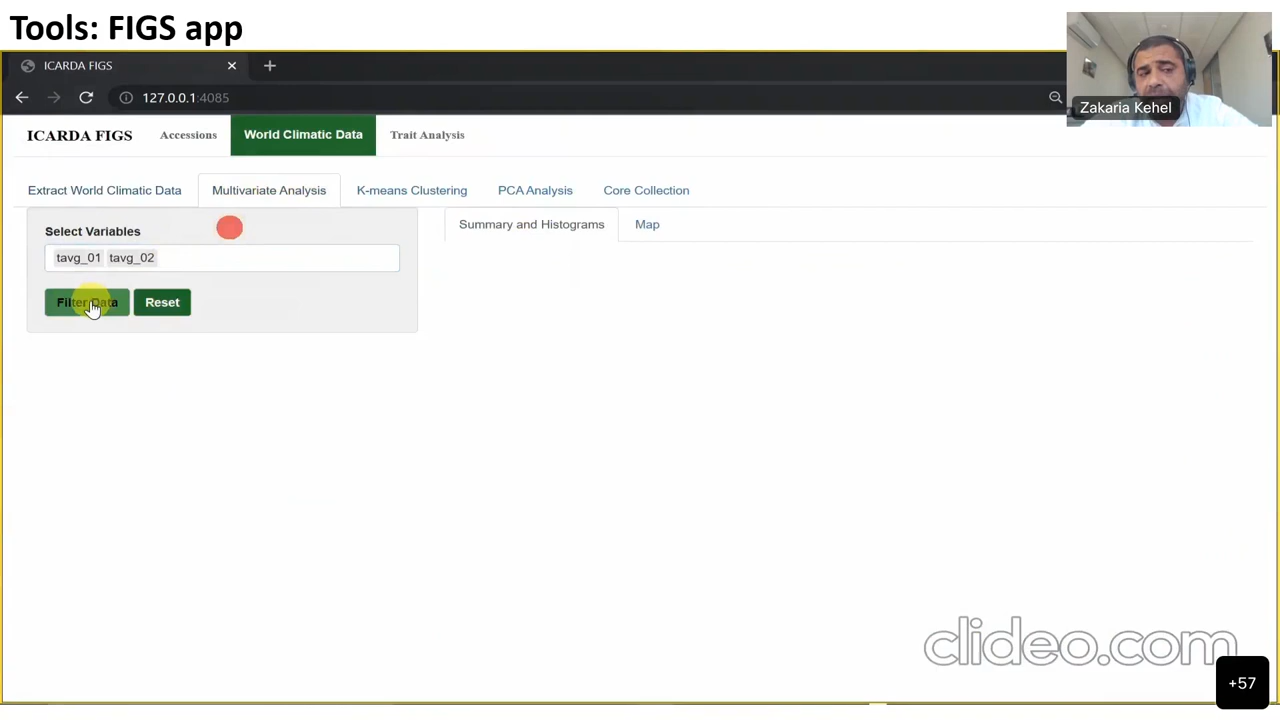 Tools: FIGS app
ICARDA FIGS
127.0.0.1:4085
Zakaria Kehel
ICARDA FIGS Accessions World Climatic Data Trait Analysis
Extract World Climatic Data Multivariate Analysis K-means Clustering PCA Analysis Core Collection
Select Variables
Summary and Histograms Map
tavg_01 tavg_02
Filter Data Reset
clideo.com
+57